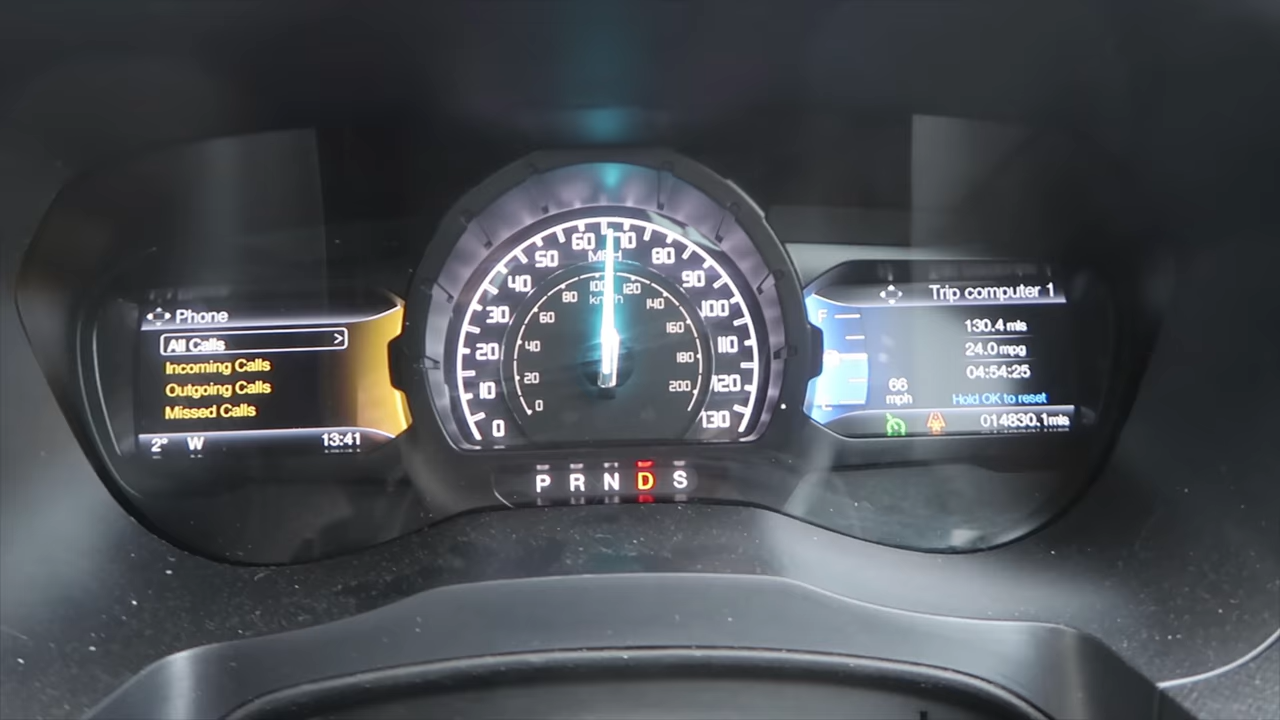 Phone
All Calls >
Incoming Calls
Outgoing Calls
Missed Calls
2° W 13:41
0 10 20 30 40 50 60 70 80 90 100 110 120 130
MPH
0 20 40 60 80 100 120 140 160 180 200
km/h
P R N D S
Trip computer 1
F
130.4 mls
24.0 mpg
04:54:25
66
mph
Hold OK to reset
014830.1mls